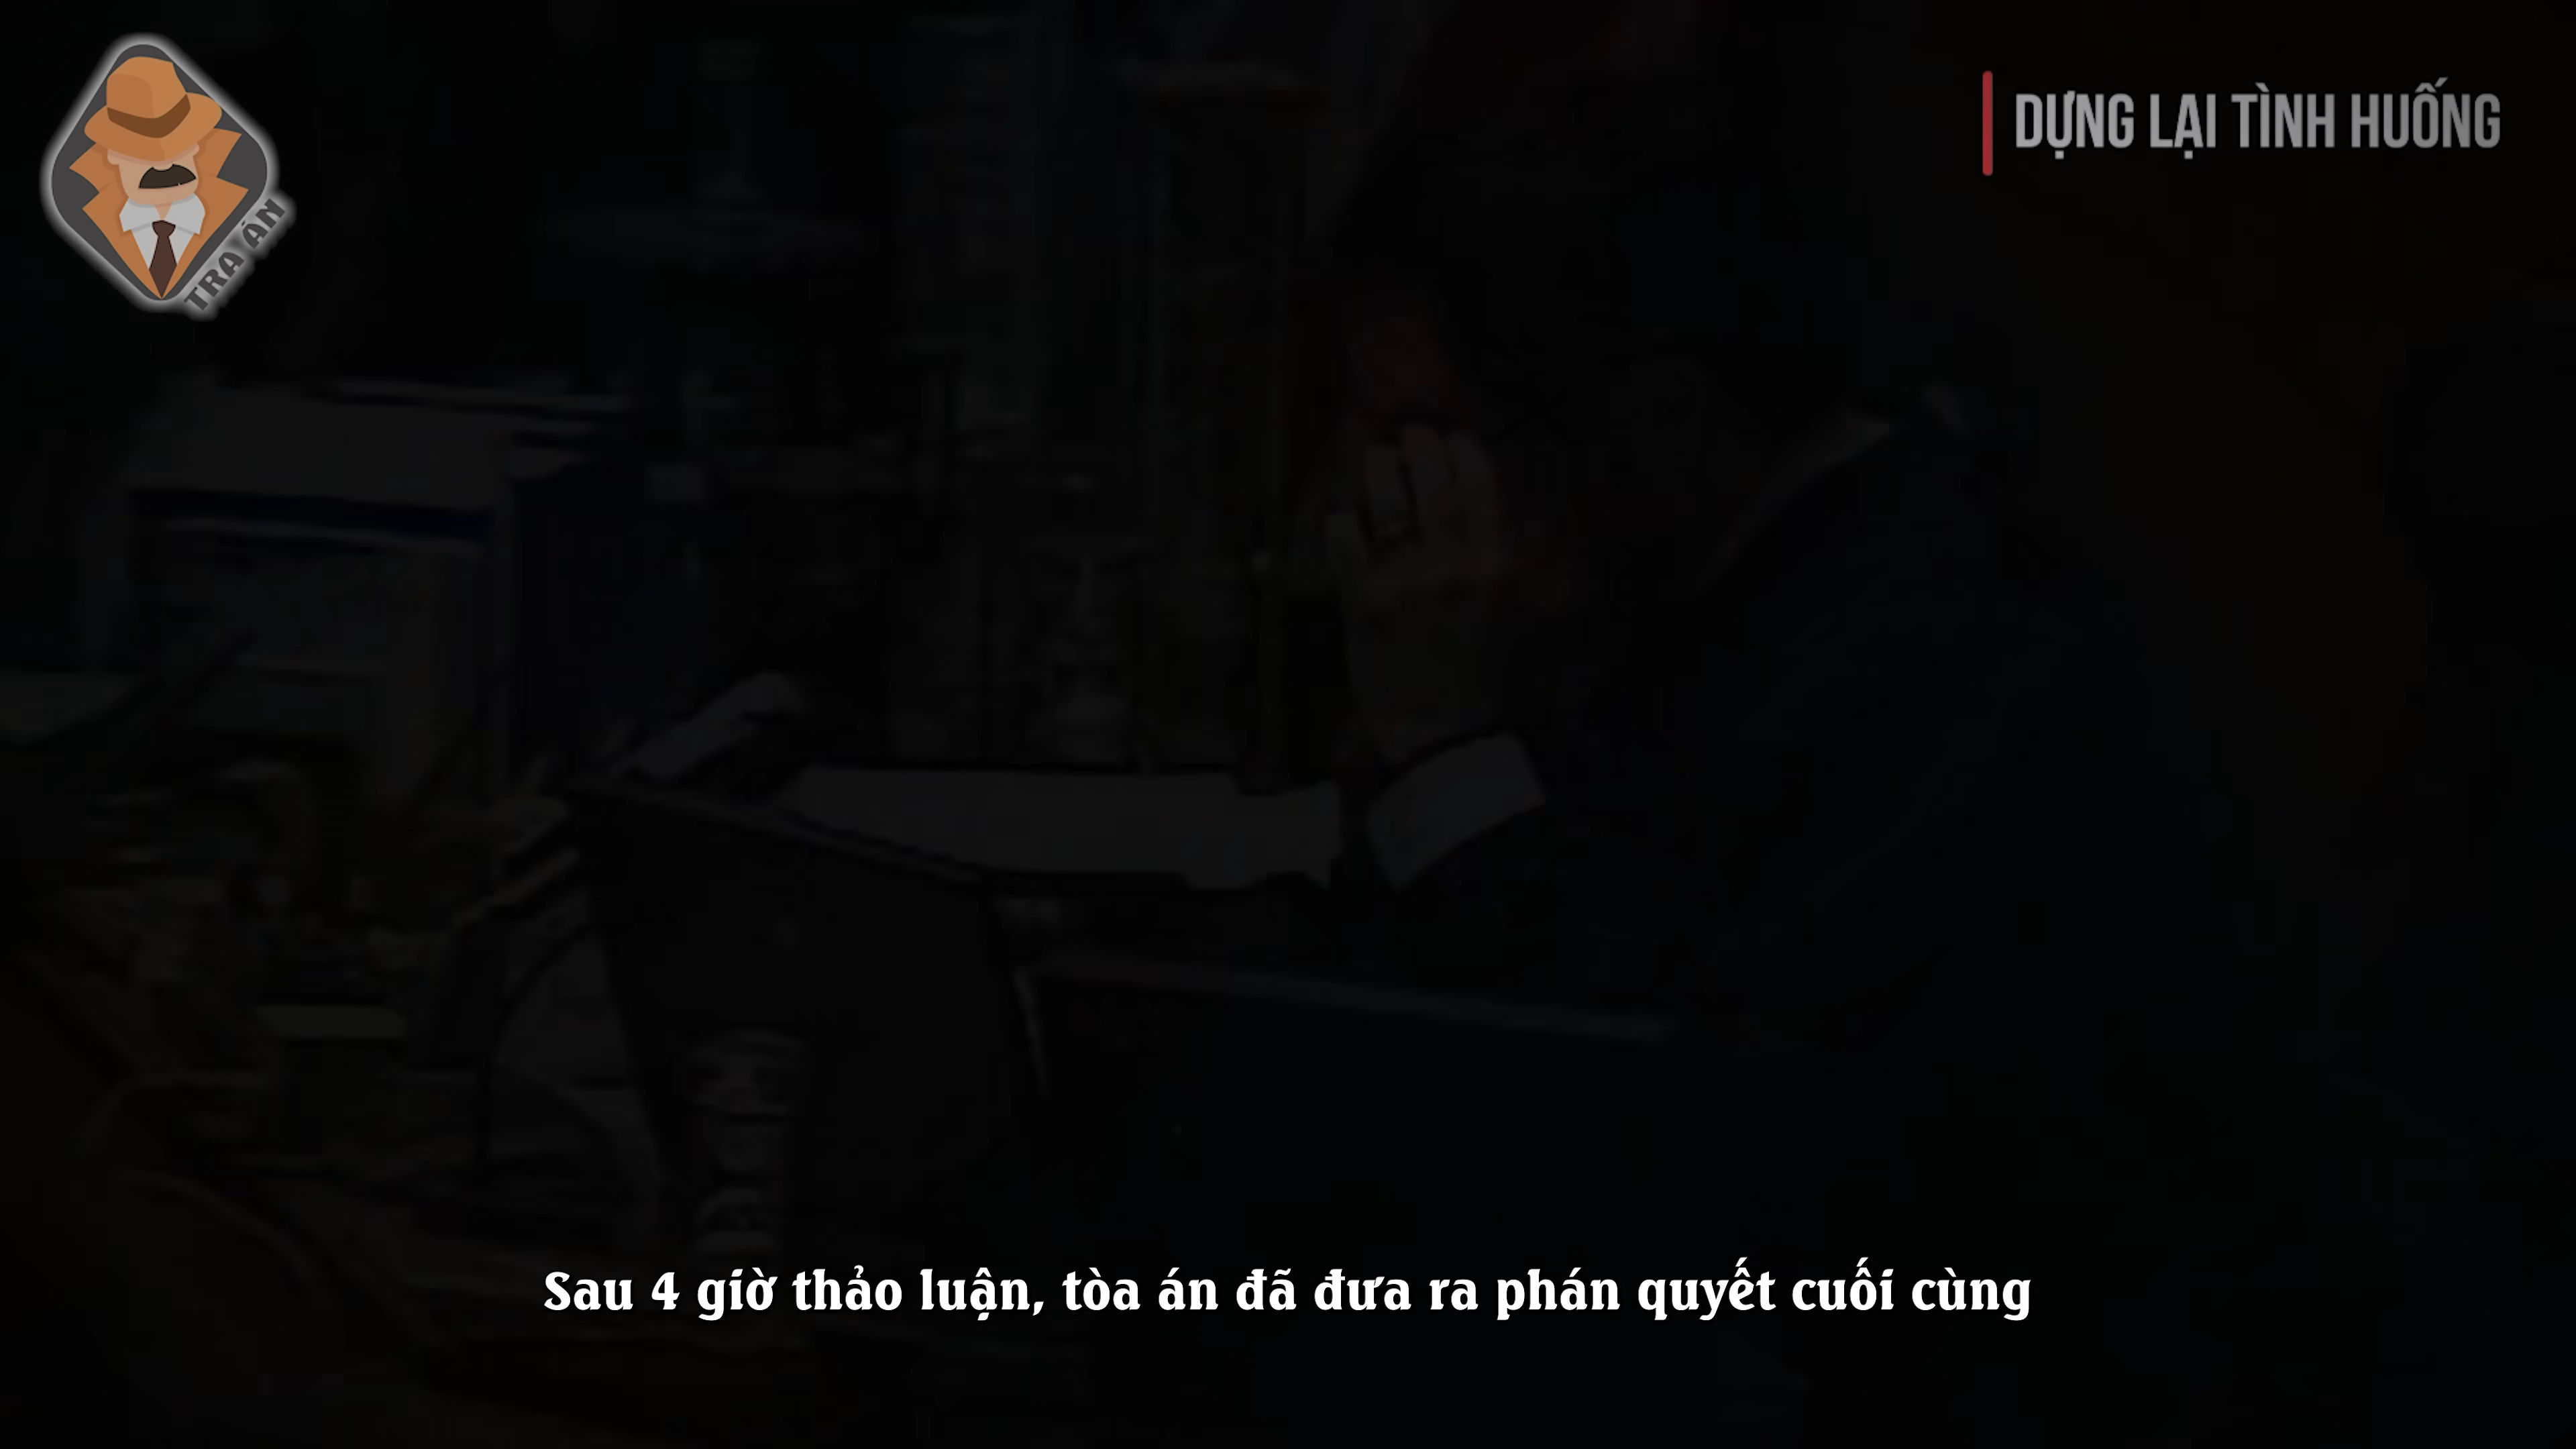 TRA ÁN
DỰNG LẠI TÌNH HUỐNG
Sau 4 giờ thảo luận, tòa án đã đưa ra phán quyết cuối cùng